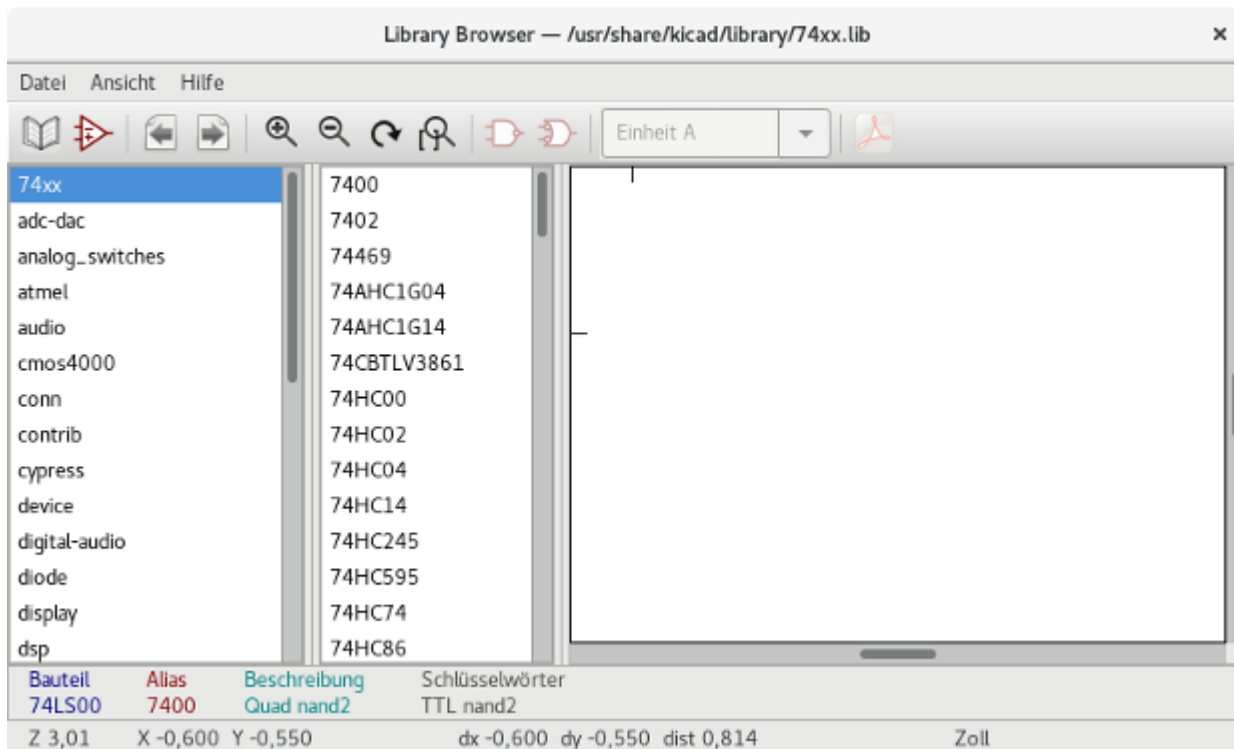 Library Browser — /usr/share/kicad/library/74xx.lib
Datei Ansicht Hilfe
Einheit A
74xx
adc-dac
analog_switches
atmel
audio
cmos4000
conn
contrib
cypress
device
digital-audio
diode
display
dsp
7400
7402
74469
74AHC1G04
74AHC1G14
74CBTLV3861
74HC00
74HC02
74HC04
74HC14
74HC245
74HC595
74HC74
74HC86
Bauteil Alias Beschreibung Schlüsselwörter
74LS00 7400 Quad nand2 TTL nand2
Z 3,01 X -0,600 Y -0,550 dx -0,600 dy -0,550 dist 0,814 Zoll